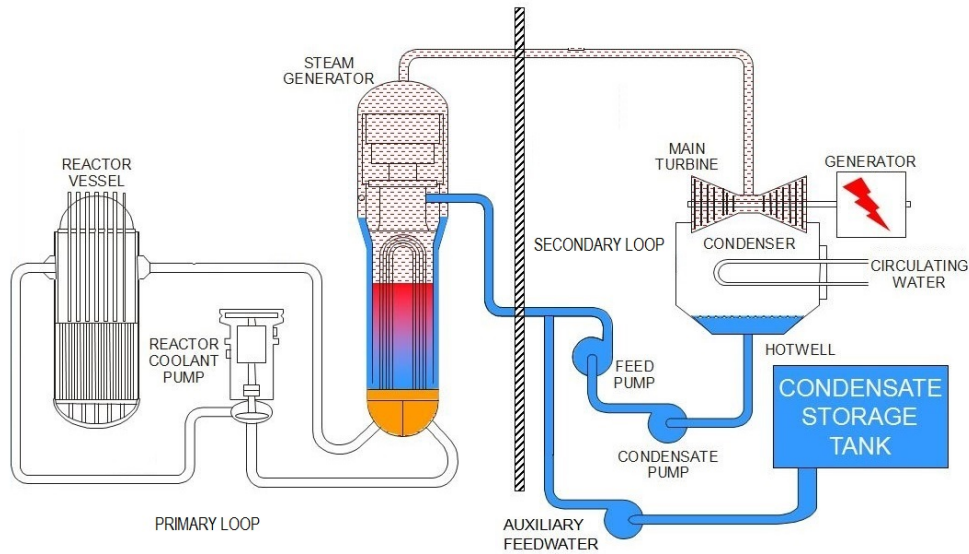 STEAM
GENERATOR
REACTOR
VESSEL
MAIN
TURBINE
GENERATOR
SECONDARY LOOP
CONDENSER
CIRCULATING
WATER
REACTOR
COOLANT
PUMP
HOTWELL
FEED
PUMP
CONDENSATE
STORAGE
TANK
CONDENSATE
PUMP
PRIMARY LOOP
AUXILIARY
FEEDWATER